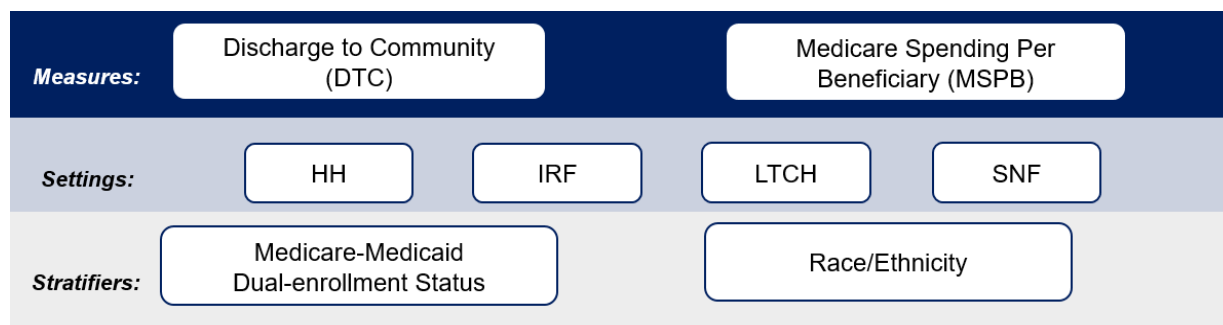 Measures:
Discharge to Community
(DTC)
Medicare Spending Per
Beneficiary (MSPB)
Settings:
HH
IRF
LTCH
SNF
Stratifiers:
Medicare-Medicaid
Dual-enrollment Status
Race/Ethnicity